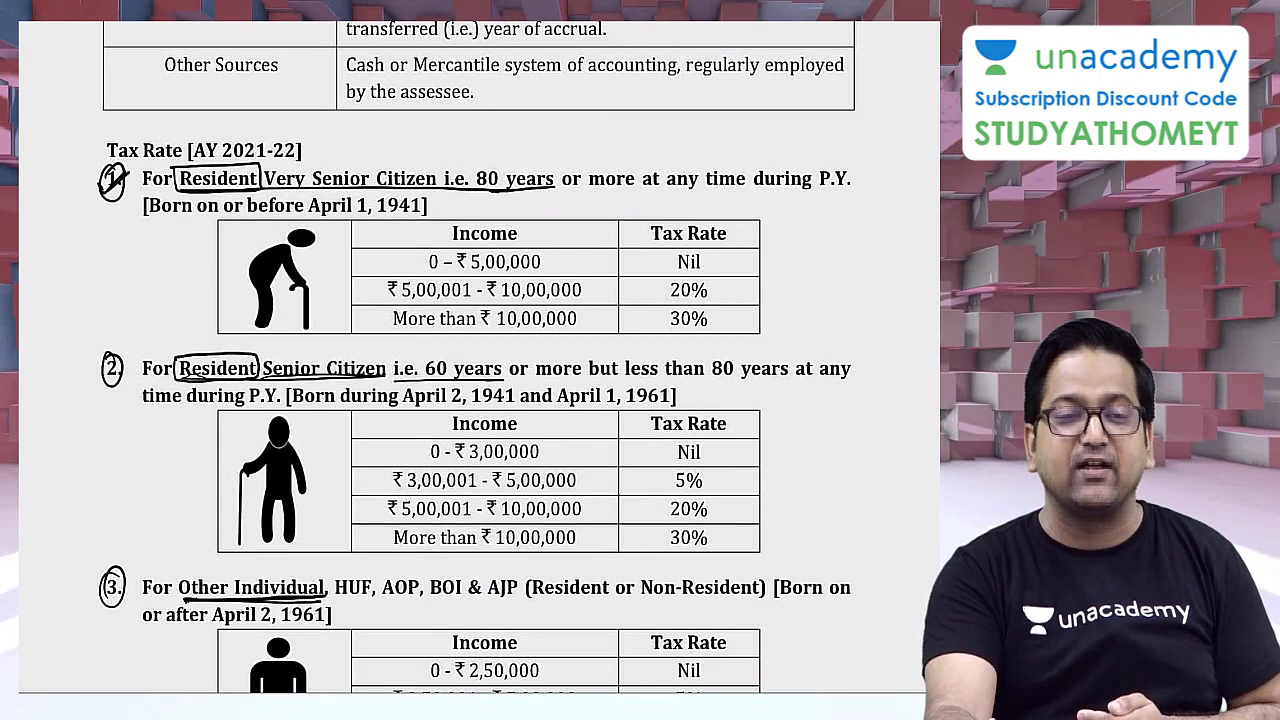 transferred (i.e.) year of accrual.
Other Sources
Cash or Mercantile system of accounting, regularly employed
by the assessee.
Tax Rate [AY 2021-22]
1. For Resident Very Senior Citizen i.e. 80 years or more at any time during P.Y.
[Born on or before April 1, 1941]
Income Tax Rate
0 – ₹ 5,00,000 Nil
₹ 5,00,001 - ₹ 10,00,000 20%
More than ₹ 10,00,000 30%
2. For Resident Senior Citizen i.e. 60 years or more but less than 80 years at any
time during P.Y. [Born during April 2, 1941 and April 1, 1961]
Income Tax Rate
0 - ₹ 3,00,000 Nil
₹ 3,00,001 - ₹ 5,00,000 5%
₹ 5,00,001 - ₹ 10,00,000 20%
More than ₹ 10,00,000 30%
3. For Other Individual, HUF, AOP, BOI & AJP (Resident or Non-Resident) [Born on
or after April 2, 1961]
Income Tax Rate
0 - ₹ 2,50,000 Nil
unacademy
Subscription Discount Code
STUDYATHOMEYT
unacademy